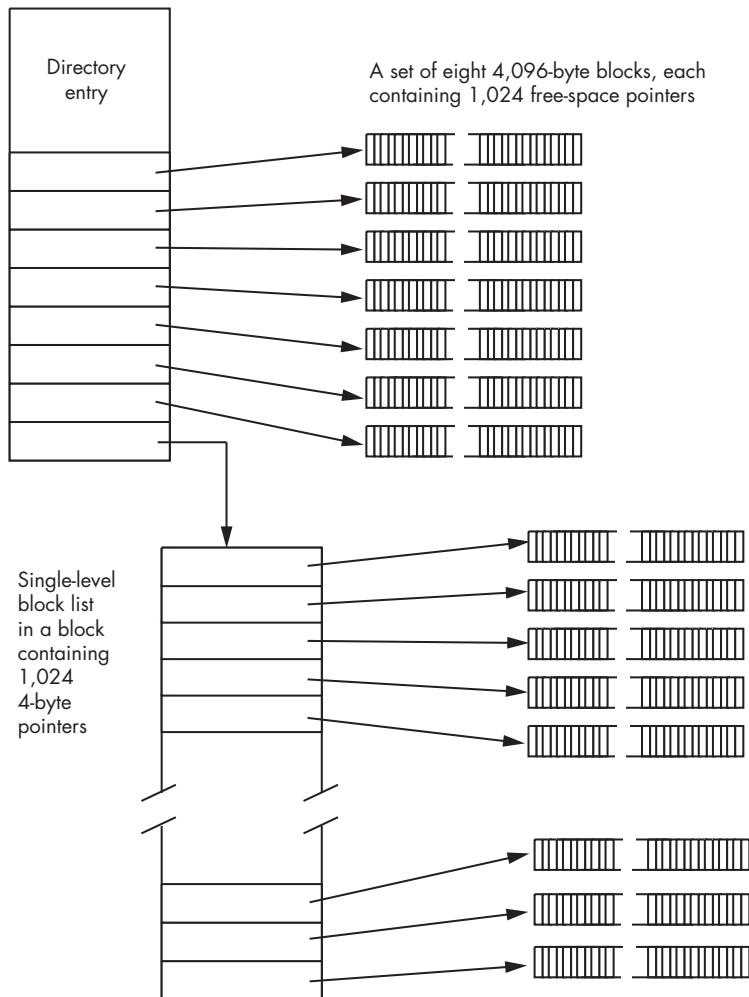 Directory
entry
A set of eight 4,096-byte blocks, each
containing 1,024 free-space pointers
Single-level
block list
in a block
containing
1,024
4-byte
pointers